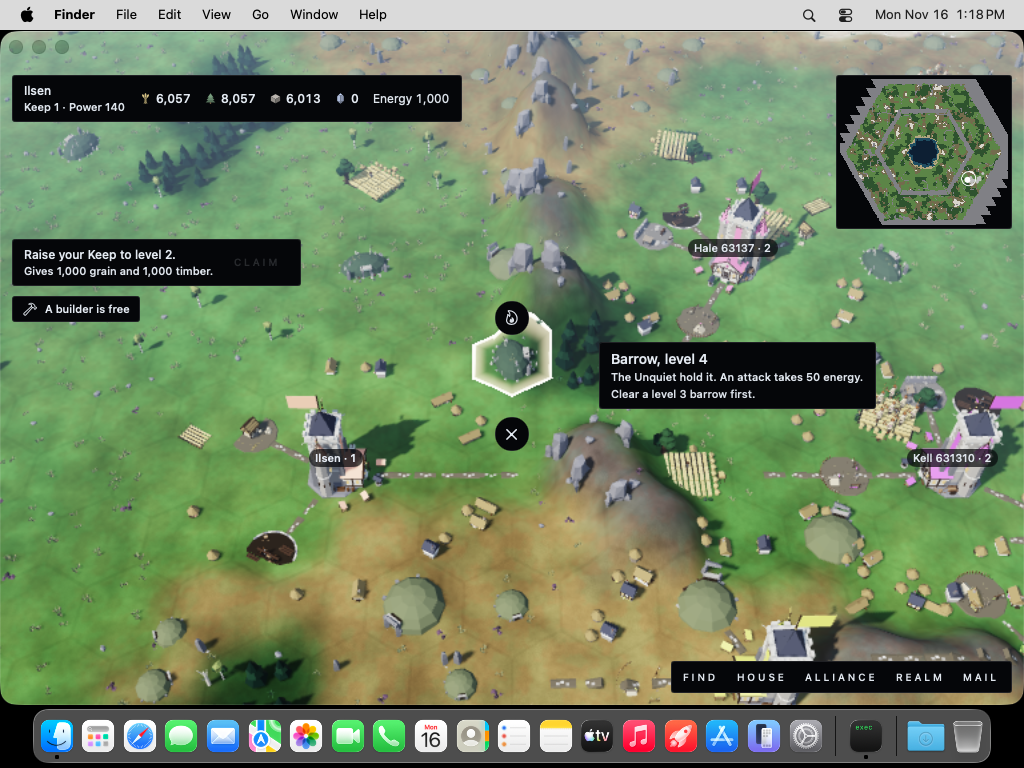 Finder File Edit View Go Window Help Mon Nov 16 1:18 PM
Ilsen
Keep 1 · Power 140
6,057 8,057 6,013 0 Energy 1,000
Raise your Keep to level 2.
Gives 1,000 grain and 1,000 timber.
CLAIM
A builder is free
Hale 63137 · 2
Barrow, level 4
The Unquiet hold it. An attack takes 50 energy.
Clear a level 3 barrow first.
Ilsen · 1
Kell 631310 · 2
FIND HOUSE ALLIANCE REALM MAIL
Mon
16
tv
exec